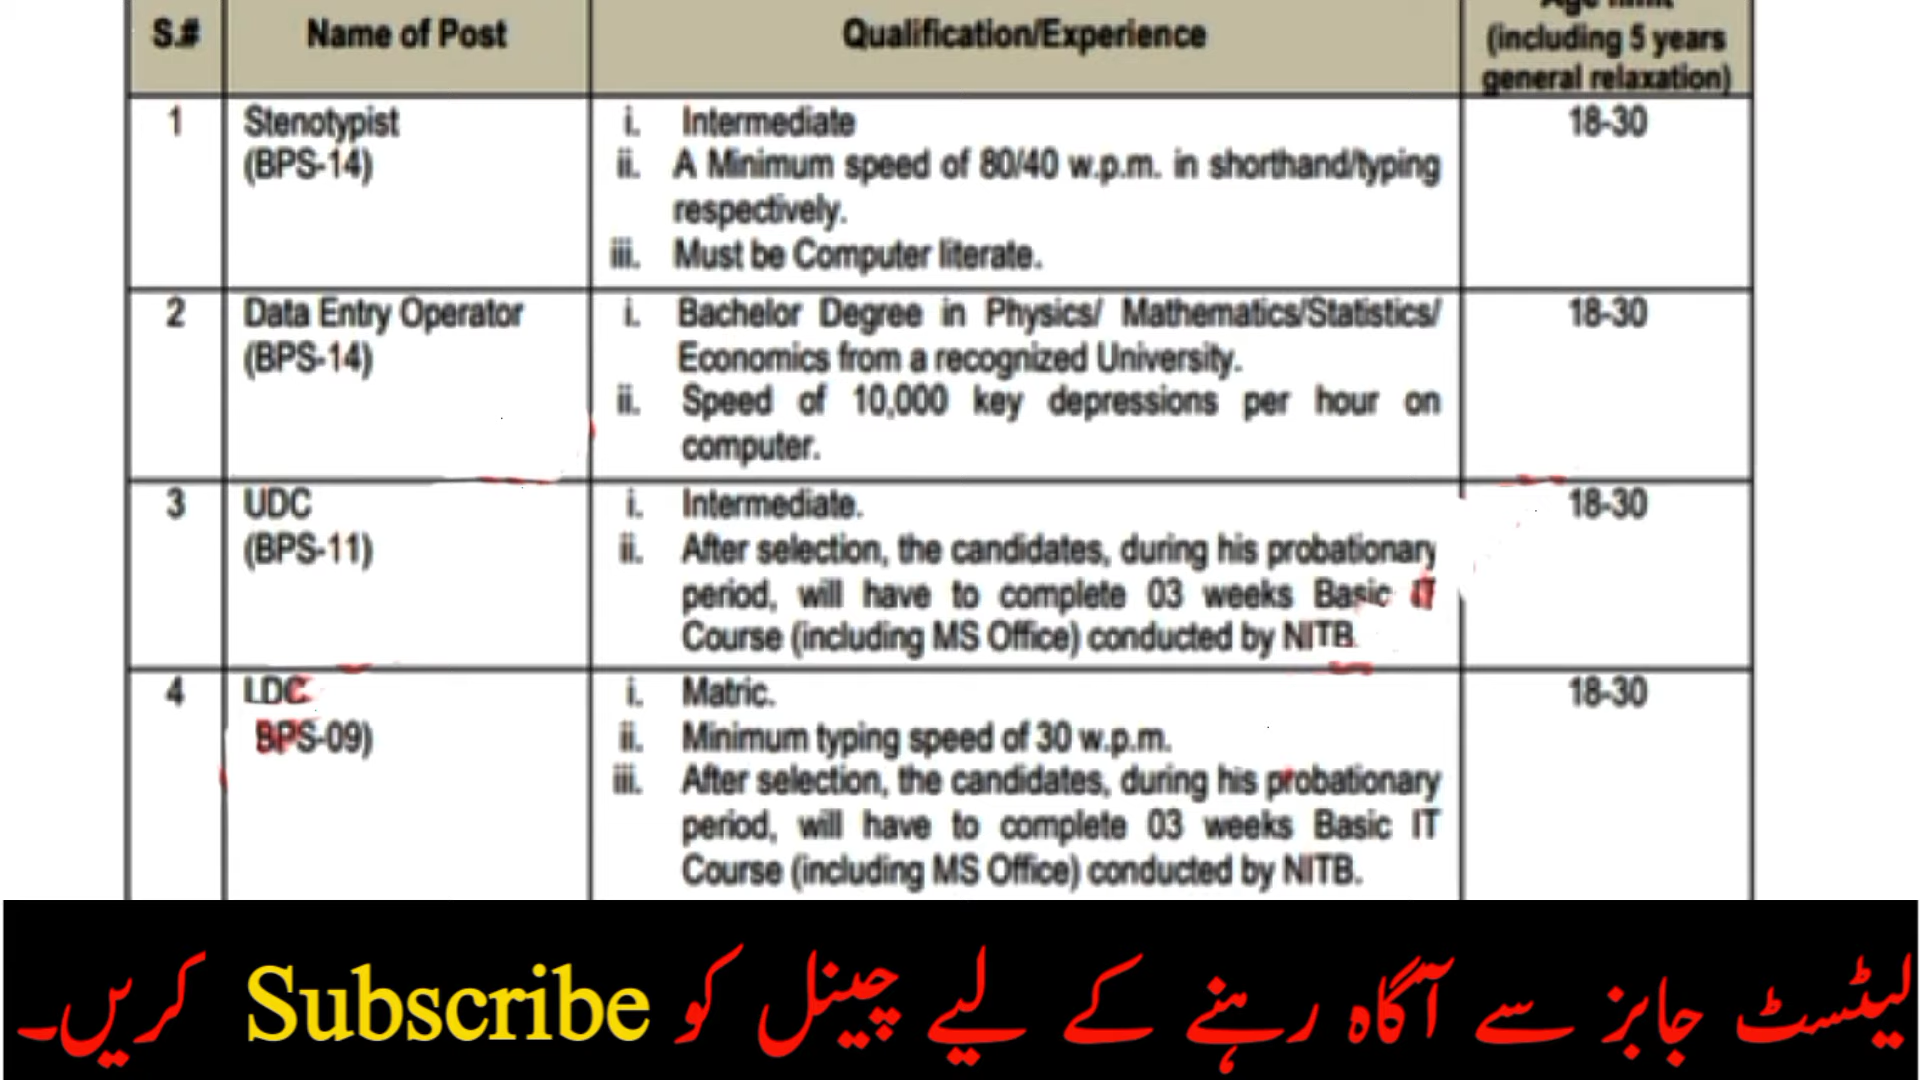 S.# Name of Post Qualification/Experience Age limit
(including 5 years
general relaxation)
1 Stenotypist i. Intermediate 18-30
(BPS-14) ii. A Minimum speed of 80/40 w.p.m. in shorthand/typing
respectively.
iii. Must be Computer literate.
2 Data Entry Operator i. Bachelor Degree in Physics/ Mathematics/Statistics/ 18-30
(BPS-14) Economics from a recognized University.
ii. Speed of 10,000 key depressions per hour on
computer.
3 UDC i. Intermediate. 18-30
(BPS-11) ii. After selection, the candidates, during his probationary
period, will have to complete 03 weeks Basic IT
Course (including MS Office) conducted by NITB
4 LDC i. Matric. 18-30
BPS-09) ii. Minimum typing speed of 30 w.p.m.
iii. After selection, the candidates, during his probationary
period, will have to complete 03 weeks Basic IT
Course (including MS Office) conducted by NITB.
لیٹسٹ جابز سے آگاہ رہنے کے لیے چینل کو Subscribe کریں۔